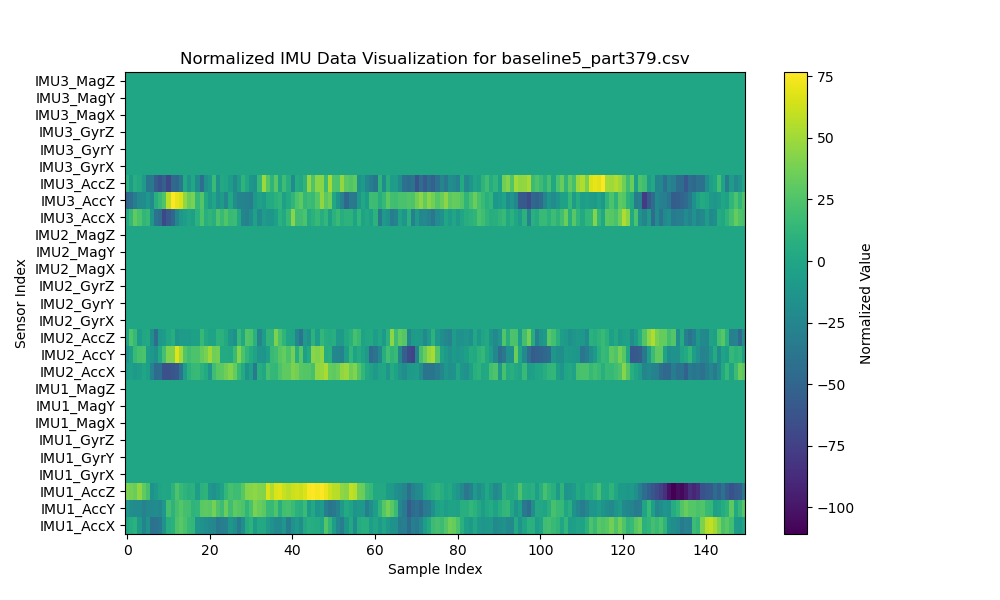 Normalized IMU Data Visualization for baseline5_part379.csv
IMU3_MagZ
IMU3_MagY
IMU3_MagX
IMU3_GyrZ
IMU3_GyrY
IMU3_GyrX
IMU3_AccZ
IMU3_AccY
IMU3_AccX
IMU2_MagZ
IMU2_MagY
IMU2_MagX
IMU2_GyrZ
IMU2_GyrY
IMU2_GyrX
IMU2_AccZ
IMU2_AccY
IMU2_AccX
IMU1_MagZ
IMU1_MagY
IMU1_MagX
IMU1_GyrZ
IMU1_GyrY
IMU1_GyrX
IMU1_AccZ
IMU1_AccY
IMU1_AccX
Sensor Index
0 20 40 60 80 100 120 140
Sample Index
75
50
25
0
−25
−50
−75
−100
Normalized Value